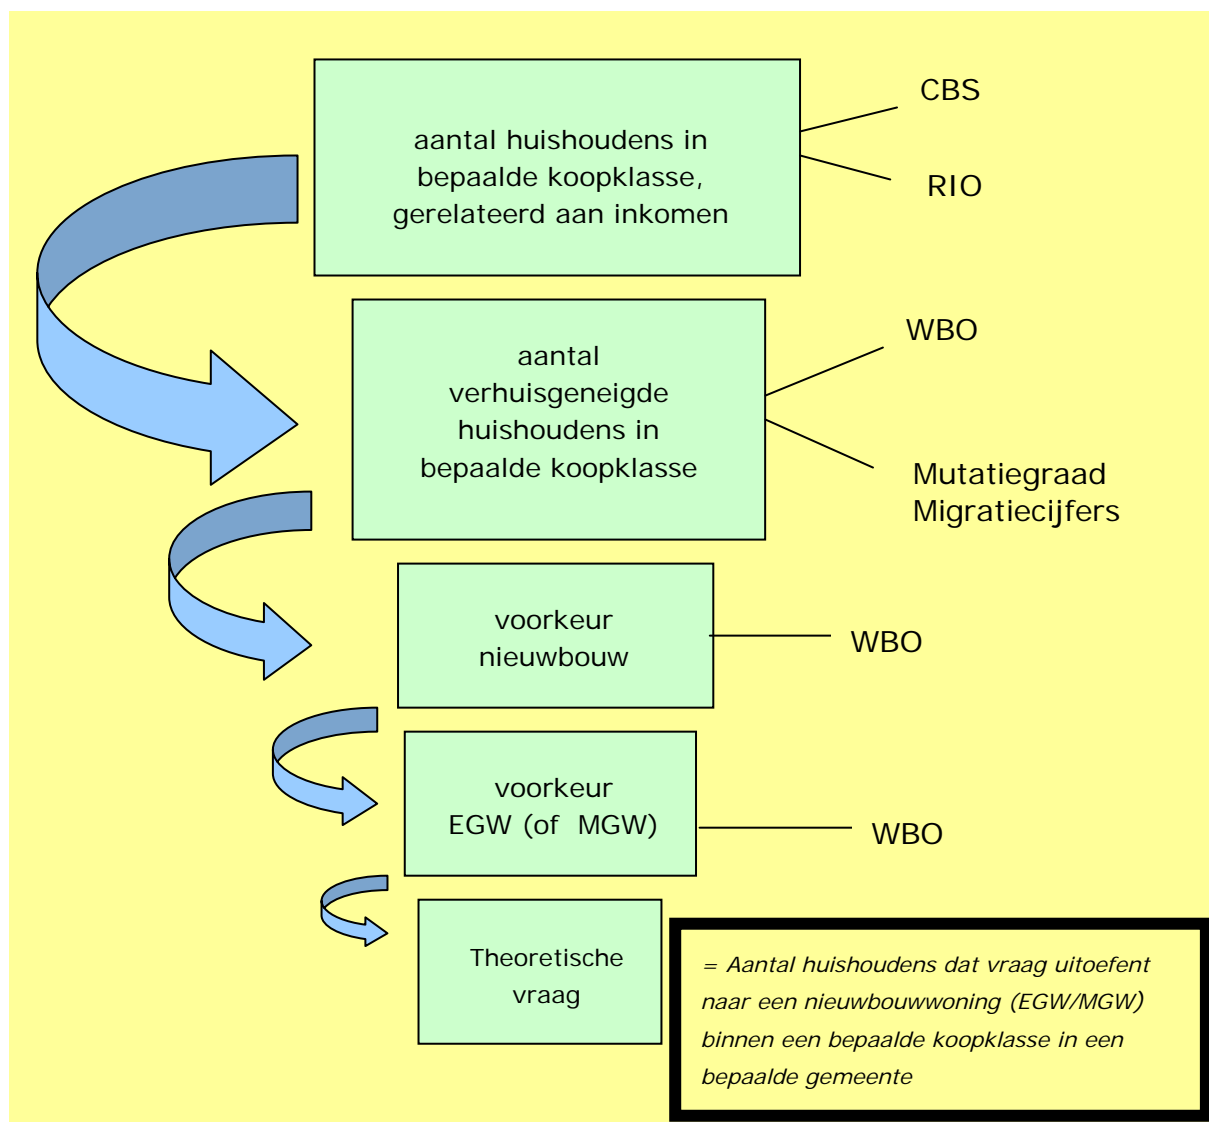 aantal huishoudens in
bepaalde koopklasse,
gerelateerd aan inkomen
CBS
RIO
aantal
verhuisgeneigde
huishoudens in
bepaalde koopklasse
WBO
Mutatiegraad
Migratiecijfers
voorkeur
nieuwbouw
WBO
voorkeur
EGW (of MGW)
WBO
Theoretische
vraag
= Aantal huishoudens dat vraag uitoefent
naar een nieuwbouwwoning (EGW/MGW)
binnen een bepaalde koopklasse in een
bepaalde gemeente